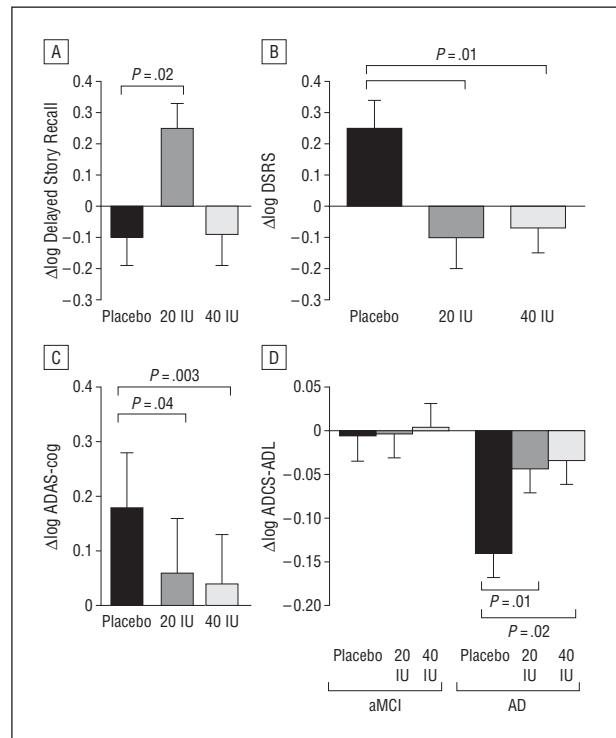 A
P = .02
0.4
0.3
0.2
0.1
0
−0.1
−0.2
−0.3
Δlog Delayed Story Recall
Placebo 20 IU 40 IU
B
P = .01
0.4
0.3
0.2
0.1
0
−0.1
−0.2
−0.3
Δlog DSRS
Placebo 20 IU 40 IU
C
P = .003
P = .04
0.4
0.3
0.2
0.1
0
Δlog ADAS-cog
Placebo 20 IU 40 IU
D
0.05
0
−0.05
−0.10
−0.15
−0.20
Δlog ADCS-ADL
P = .01
P = .02
Placebo 20 40 Placebo 20 40
IU IU IU IU
aMCI AD